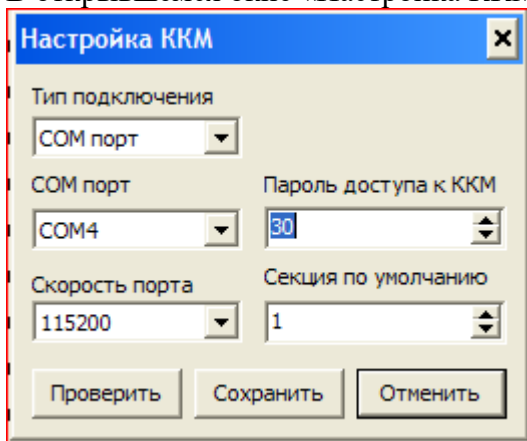 Настройка ККМ
Тип подключения
COM порт
COM порт
Пароль доступа к ККМ
COM4
30
Скорость порта
Секция по умолчанию
115200
1
Проверить
Сохранить
Отменить